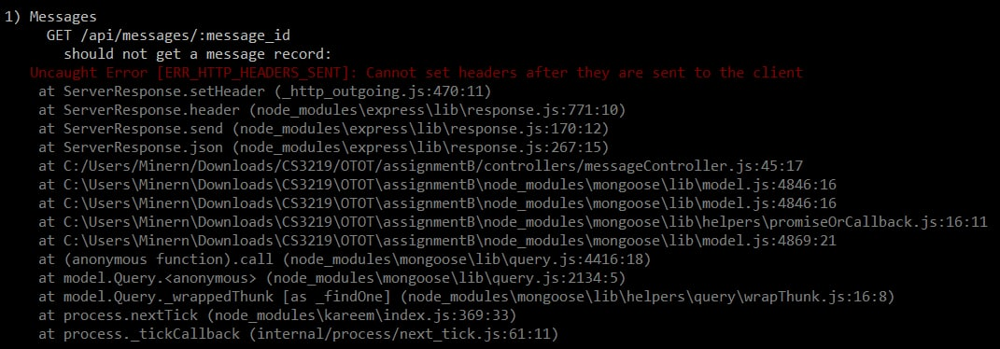 1) Messages
GET /api/messages/:message_id
should not get a message record:
Uncaught Error [ERR_HTTP_HEADERS_SENT]: Cannot set headers after they are sent to the client
at ServerResponse.setHeader (_http_outgoing.js:470:11)
at ServerResponse.header (node_modules\express\lib\response.js:771:10)
at ServerResponse.send (node_modules\express\lib\response.js:170:12)
at ServerResponse.json (node_modules\express\lib\response.js:267:15)
at C:/Users/Minern/Downloads/CS3219/OTOT/assignmentB/controllers/messageController.js:45:17
at C:\Users\Minern\Downloads\CS3219\OTOT\assignmentB\node_modules\mongoose\lib\model.js:4846:16
at C:\Users\Minern\Downloads\CS3219\OTOT\assignmentB\node_modules\mongoose\lib\model.js:4846:16
at C:\Users\Minern\Downloads\CS3219\OTOT\assignmentB\node_modules\mongoose\lib\helpers\promiseOrCallback.js:16:11
at C:\Users\Minern\Downloads\CS3219\OTOT\assignmentB\node_modules\mongoose\lib\model.js:4869:21
at (anonymous function).call (node_modules\mongoose\lib\query.js:4416:18)
at model.Query.<anonymous> (node_modules\mongoose\lib\query.js:2134:5)
at model.Query._wrappedThunk [as _findOne] (node_modules\mongoose\lib\helpers\query\wrapThunk.js:16:8)
at process.nextTick (node_modules\kareem\index.js:369:33)
at process._tickCallback (internal/process/next_tick.js:61:11)